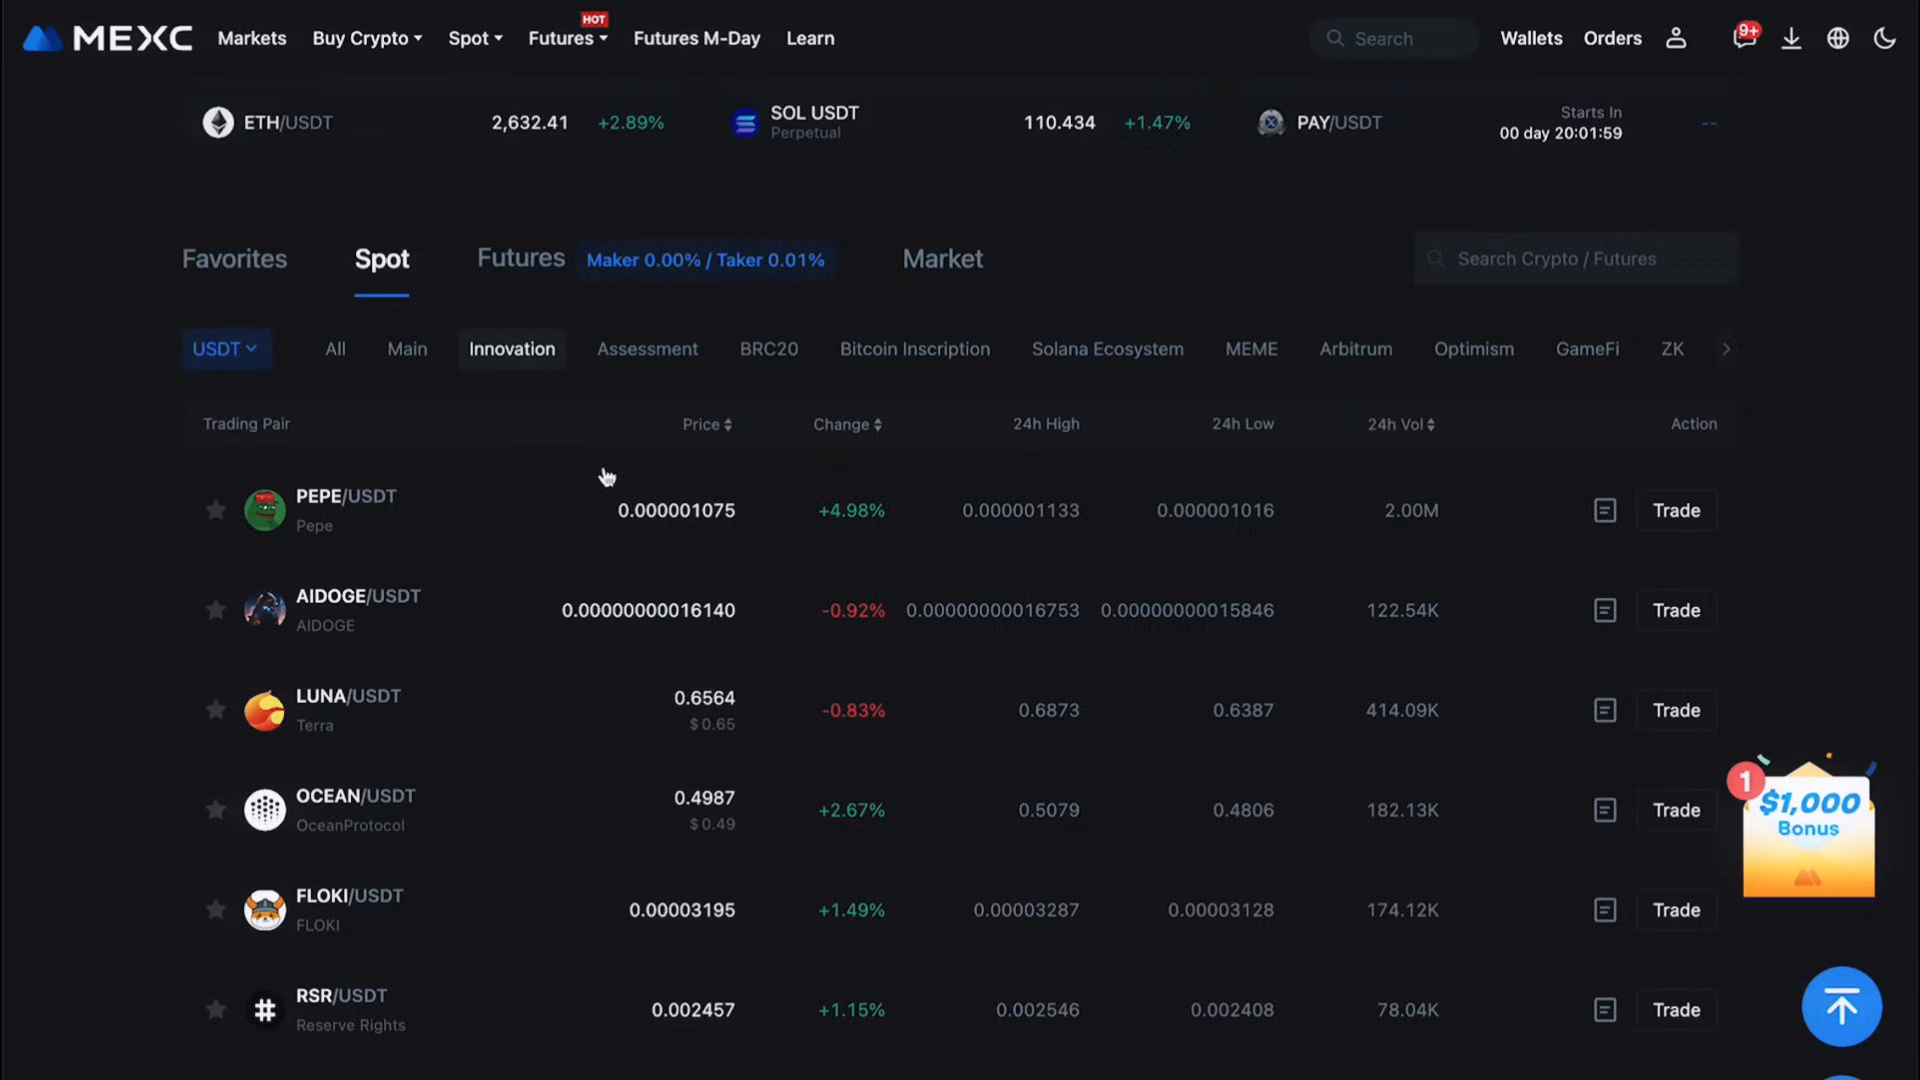 MEXC Markets Buy Crypto Spot Futures HOT Futures M-Day Learn Search Wallets Orders 9+
ETH/USDT 2,632.41 +2.89% SOL USDT Perpetual 110.434 +1.47% PAY/USDT Starts In 00 day 20:01:59 --
Favorites Spot Futures Maker 0.00% / Taker 0.01% Market Search Crypto / Futures
USDT All Main Innovation Assessment BRC20 Bitcoin Inscription Solana Ecosystem MEME Arbitrum Optimism GameFi ZK
Trading Pair Price Change 24h High 24h Low 24h Vol Action
PEPE/USDT 0.000001075 +4.98% 0.000001133 0.000001016 2.00M Trade
Pepe
AIDOGE/USDT 0.00000000016140 -0.92% 0.00000000016753 0.00000000015846 122.54K Trade
AIDOGE
LUNA/USDT 0.6564 -0.83% 0.6873 0.6387 414.09K Trade
Terra $ 0.65
OCEAN/USDT 0.4987 +2.67% 0.5079 0.4806 182.13K Trade
OceanProtocol $ 0.49
1
$1,000
Bonus
FLOKI/USDT 0.00003195 +1.49% 0.00003287 0.00003128 174.12K Trade
FLOKI
RSR/USDT 0.002457 +1.15% 0.002546 0.002408 78.04K Trade
Reserve Rights